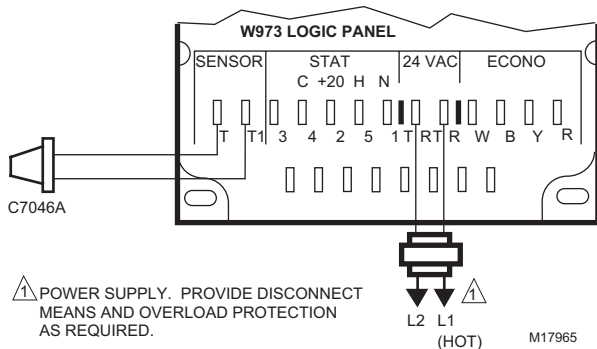 W973 LOGIC PANEL
SENSOR STAT 24 VAC ECONO
C +20 H N
T T1 3 4 2 5 1 T RT R W B Y R
C7046A
1 POWER SUPPLY. PROVIDE DISCONNECT
MEANS AND OVERLOAD PROTECTION
AS REQUIRED.
1
L2 L1
(HOT)
M17965